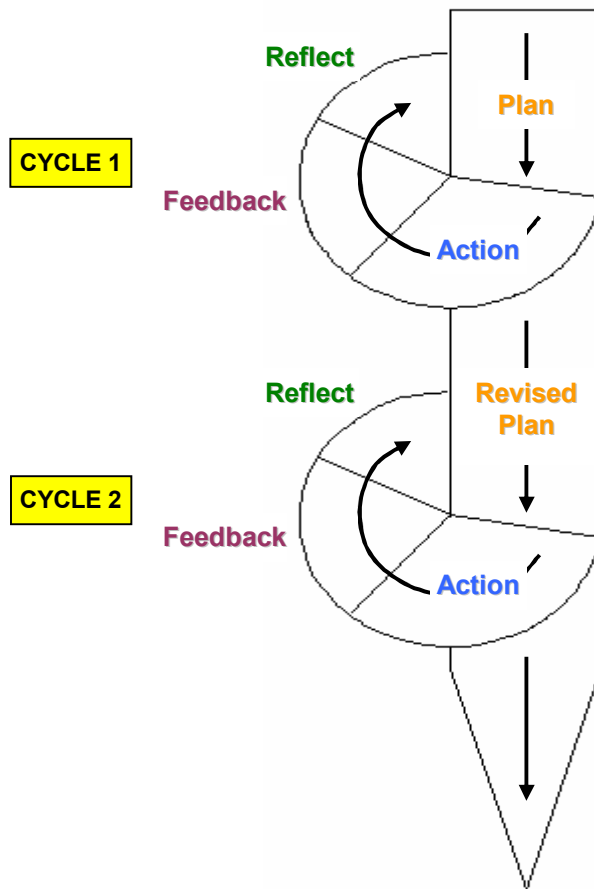 Reflect
Plan
CYCLE 1
Feedback
Action
Reflect
Revised
Plan
CYCLE 2
Feedback
Action